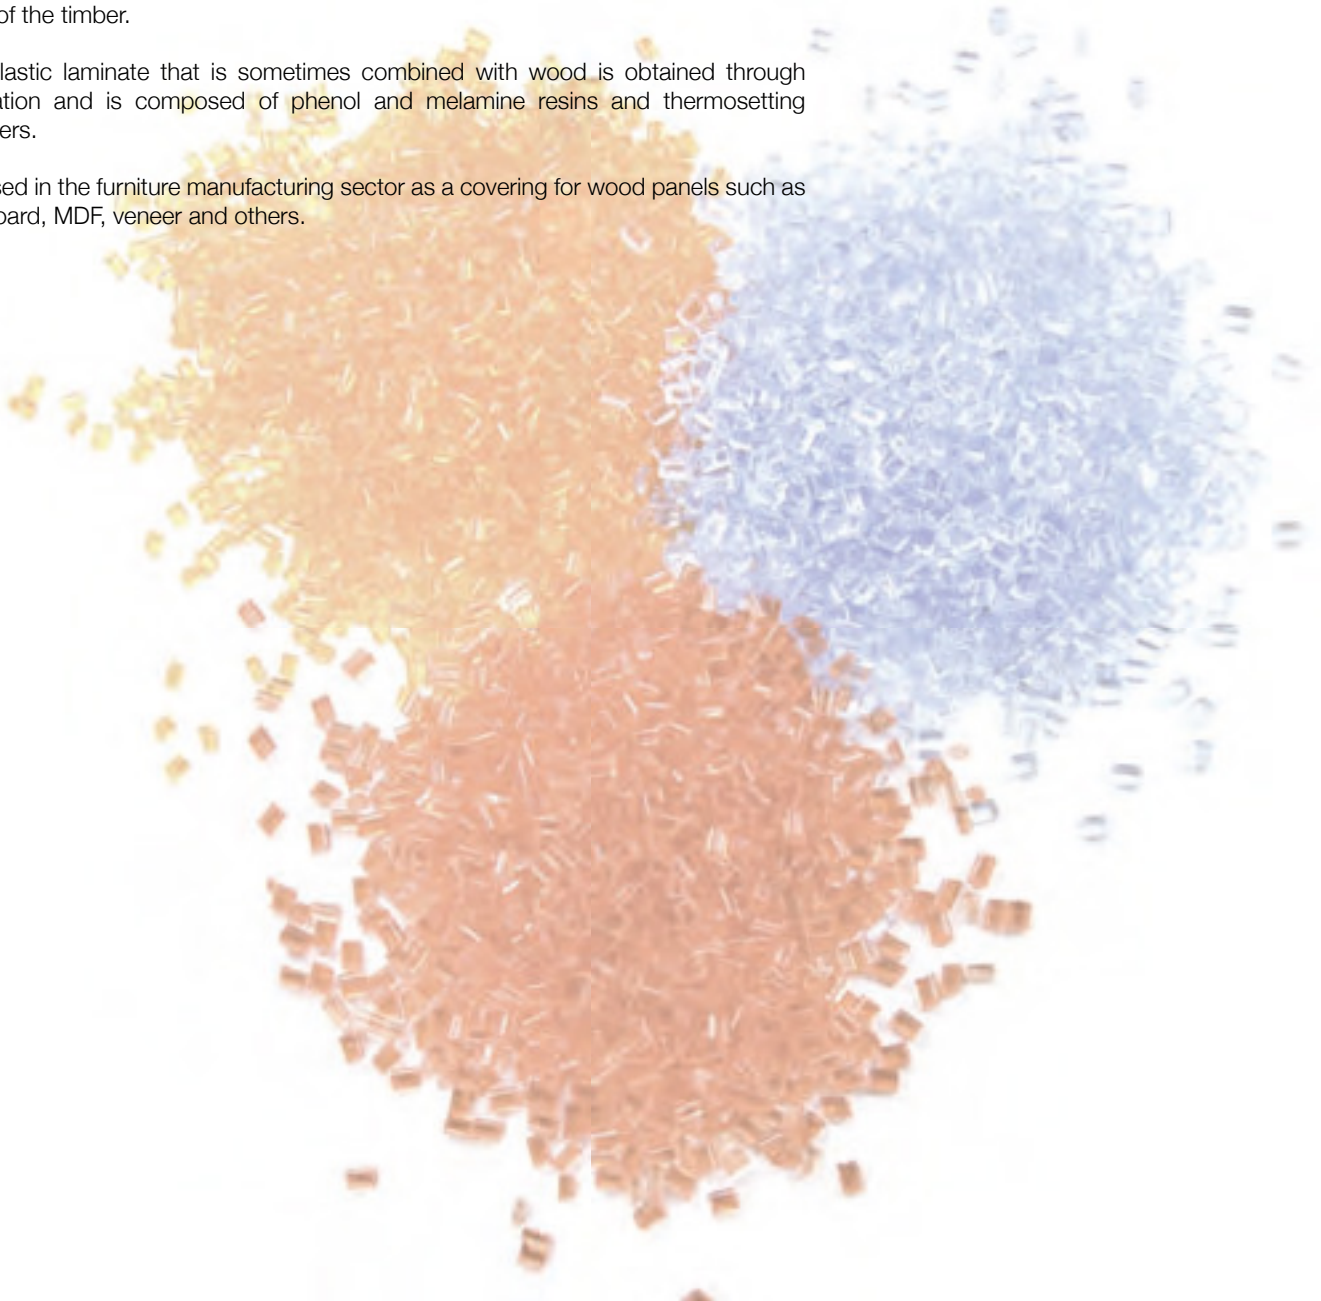 of the timber.
lastic laminate that is sometimes combined with wood is obtained through
ation and is composed of phenol and melamine resins and thermosetting
ers.
sed in the furniture manufacturing sector as a covering for wood panels such as
oard, MDF, veneer and others.